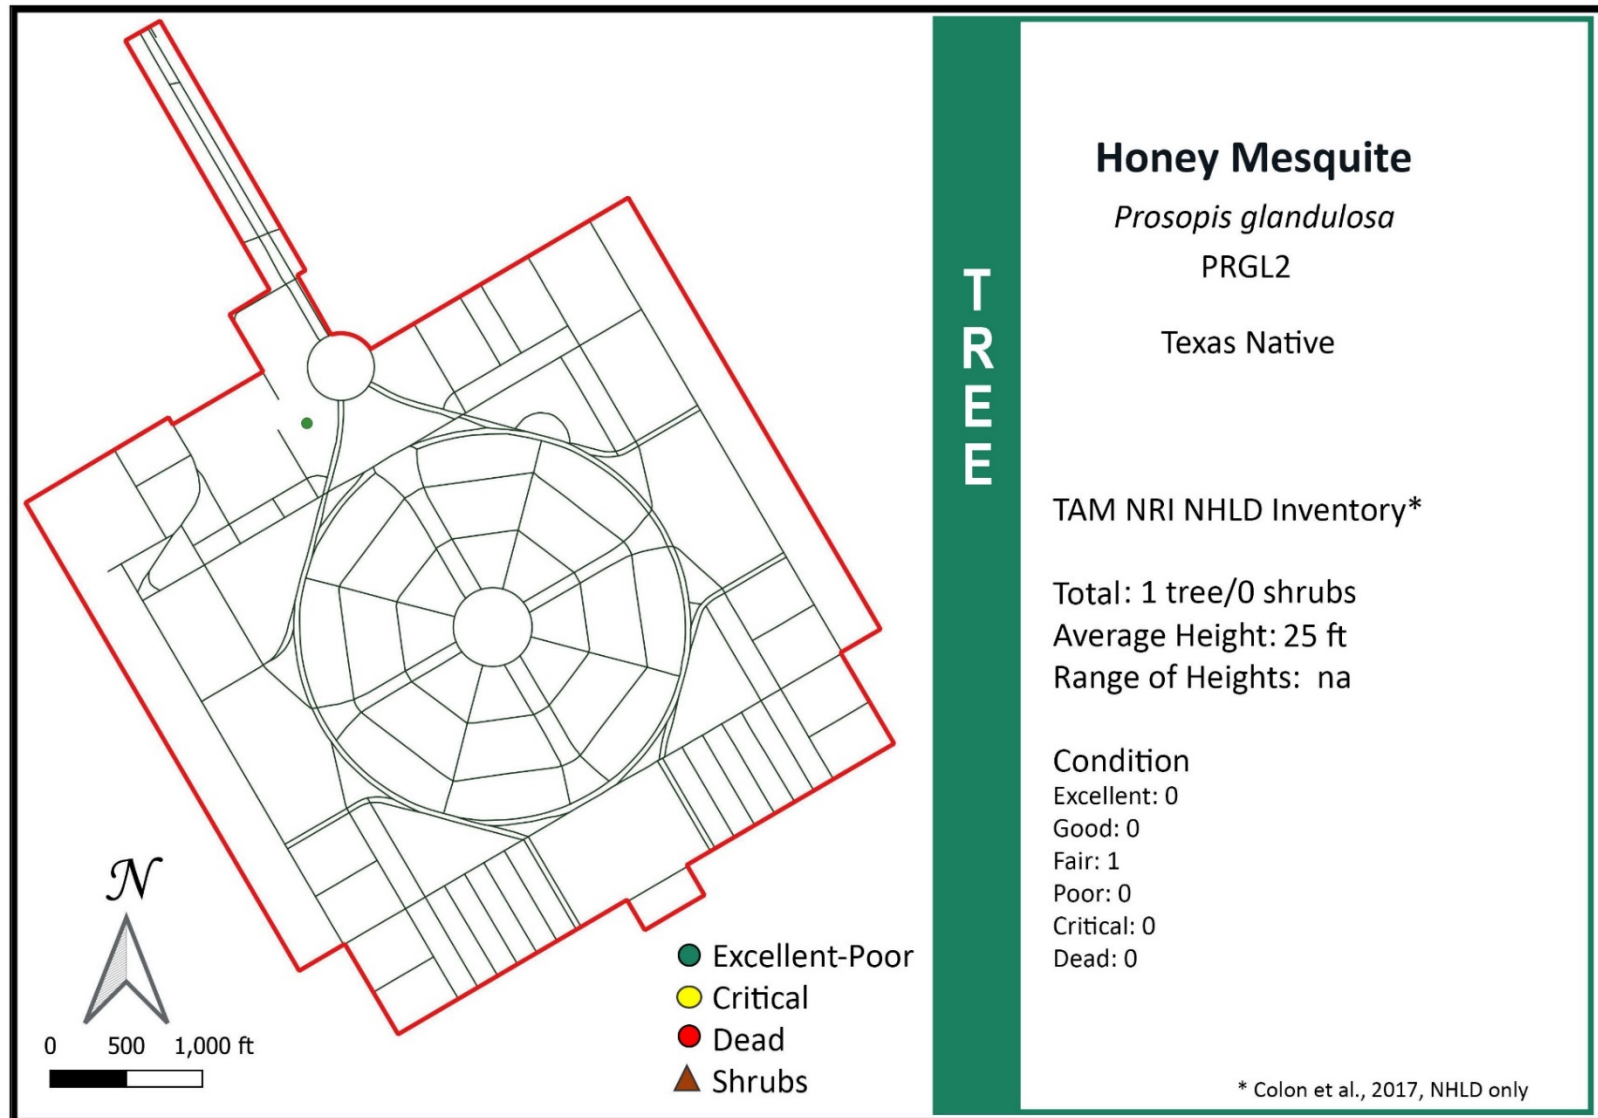 N
0 500 1,000 ft
Excellent-Poor
Critical
Dead
Shrubs
TREE
Honey Mesquite
Prosopis glandulosa
PRGL2
Texas Native
TAM NRI NHLD Inventory*
Total: 1 tree/0 shrubs
Average Height: 25 ft
Range of Heights: na
Condition
Excellent: 0
Good: 0
Fair: 1
Poor: 0
Critical: 0
Dead: 0
* Colon et al., 2017, NHLD only